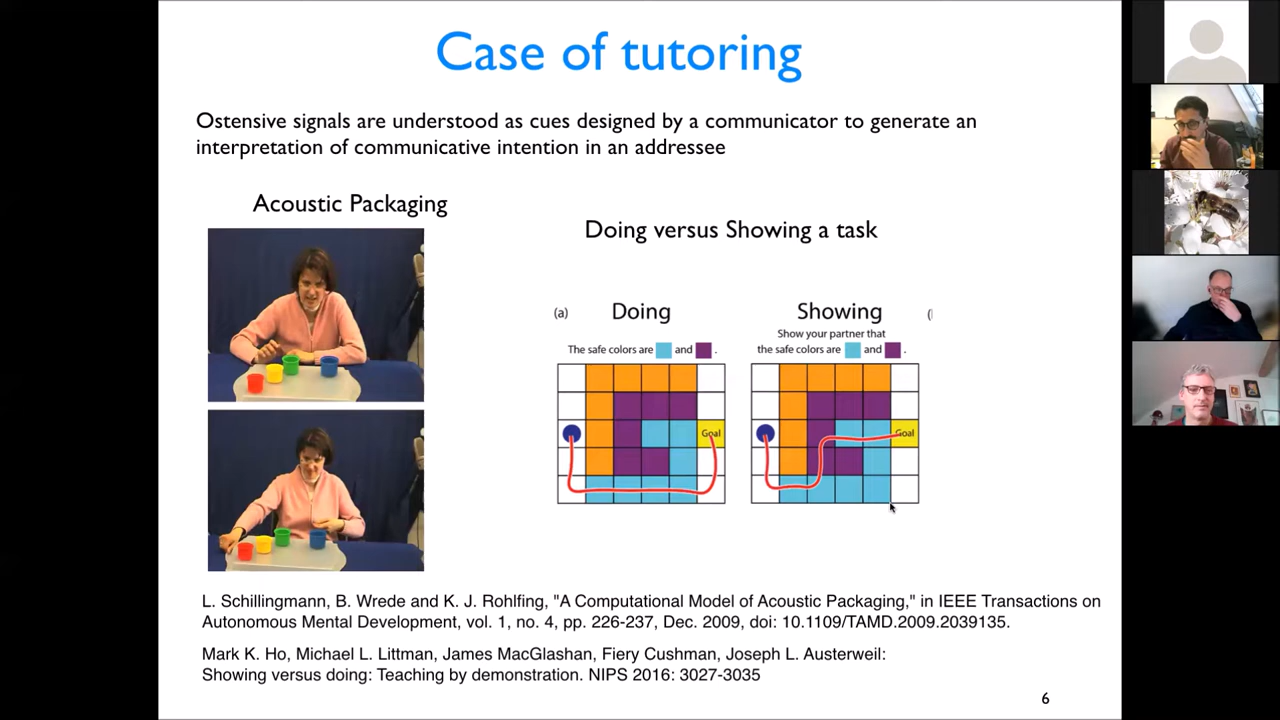 Case of tutoring
Ostensive signals are understood as cues designed by a communicator to generate an
interpretation of communicative intention in an addressee
Acoustic Packaging
Doing versus Showing a task
(a) Doing
The safe colors are and .
Goal
Showing
Show your partner that
the safe colors are and .
Goal
L. Schillingmann, B. Wrede and K. J. Rohlfing, "A Computational Model of Acoustic Packaging," in IEEE Transactions on
Autonomous Mental Development, vol. 1, no. 4, pp. 226-237, Dec. 2009, doi: 10.1109/TAMD.2009.2039135.
Mark K. Ho, Michael L. Littman, James MacGlashan, Fiery Cushman, Joseph L. Austerweil:
Showing versus doing: Teaching by demonstration. NIPS 2016: 3027-3035
6